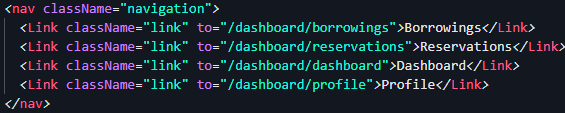 <nav className="navigation">
<Link className="link" to="/dashboard/borrowings">Borrowings</Link>
<Link className="link" to="/dashboard/reservations">Reservations</Link>
<Link className="link" to="/dashboard/dashboard">Dashboard</Link>
<Link className="link" to="/dashboard/profile">Profile</Link>
</nav>